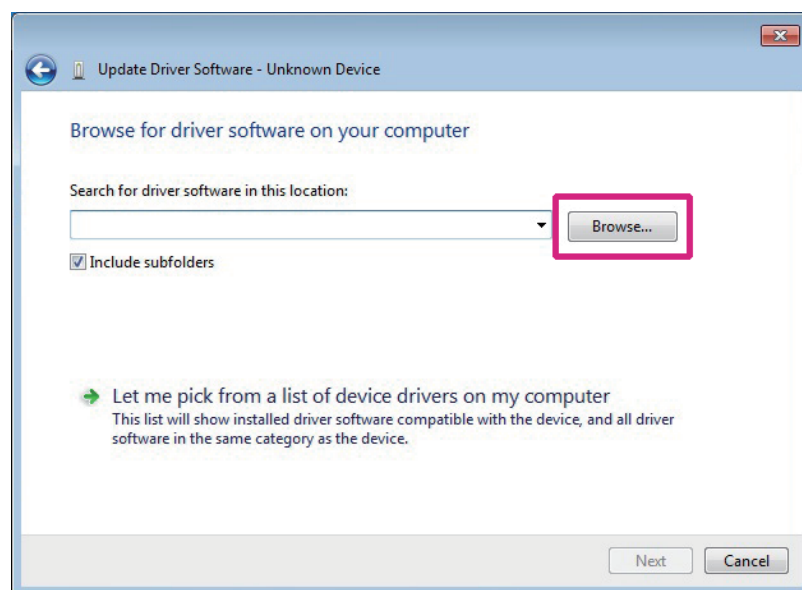 Update Driver Software - Unknown Device
Browse for driver software on your computer
Search for driver software in this location:
Browse...
Include subfolders
Let me pick from a list of device drivers on my computer
This list will show installed driver software compatible with the device, and all driver
software in the same category as the device.
Next
Cancel